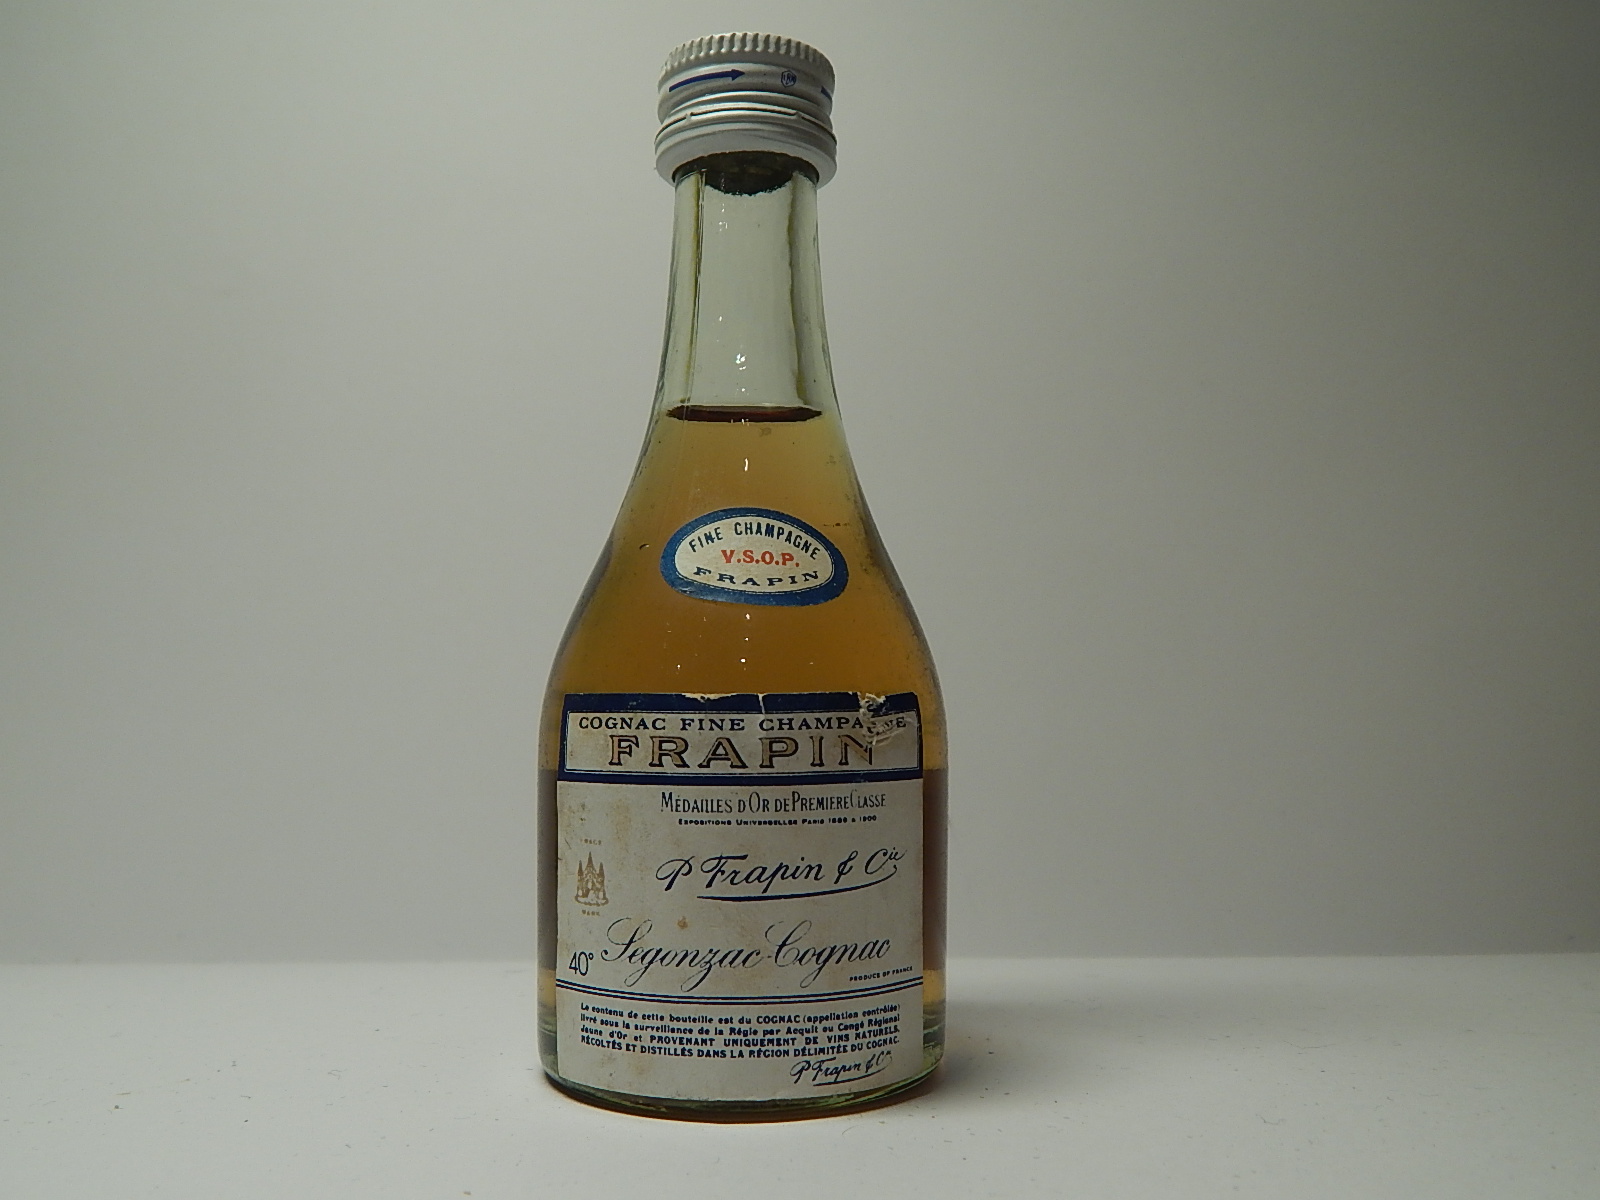 FINE CHAMPAGNE
V.S.O.P.
FRAPIN
COGNAC FINE CHAMPAGNE
FRAPIN
MÉDAILLES D'OR DE PREMIERE CLASSE
EXPOSITIONS UNIVERSELLES PARIS 1889 & 1900
P Frapin & Cie
TRADE
MARK
40° Segonzac-Cognac
PRODUCE OF FRANCE
Le contenu de cette bouteille est du COGNAC (appellation contrôlée)
livré sous la surveillance de la Régie par Acquit ou Congé Régional
Jaune d'Or et PROVENANT UNIQUEMENT DE VINS NATURELS,
RÉCOLTÉS ET DISTILLÉS DANS LA RÉGION DÉLIMITÉE DU COGNAC.
P Frapin & Cie